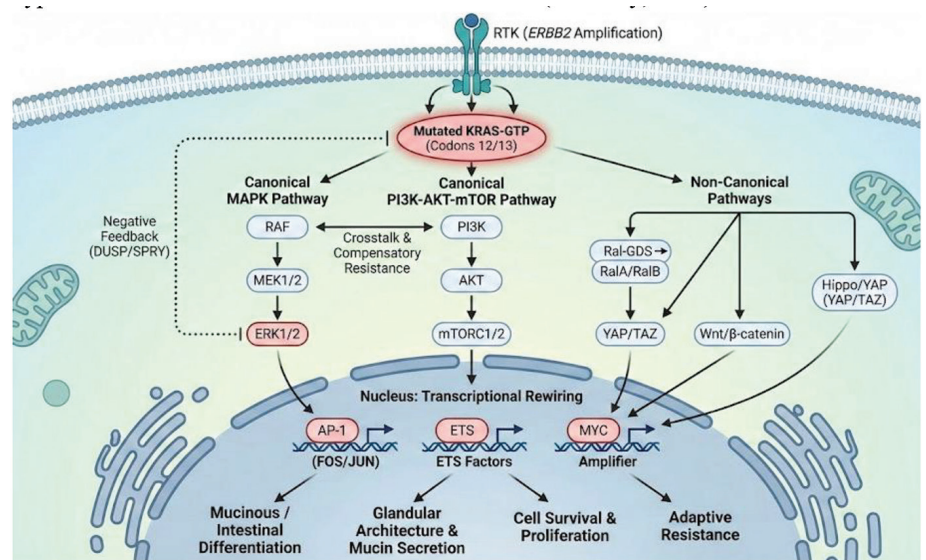 RTK (ERBB2 Amplification)
Mutated KRAS-GTP
(Codons 12/13)
Canonical
MAPK Pathway
Canonical
PI3K-AKT-mTOR Pathway
Non-Canonical
Pathways
Negative
Feedback
(DUSP/SPRY)
RAF
Crosstalk &
Compensatory
Resistance
PI3K
Ral-GDS
RalA/RalB
Hippo/YAP
(YAP/TAZ)
MEK1/2
AKT
ERK1/2
mTORC1/2
YAP/TAZ
Wnt/β-catenin
Nucleus: Transcriptional Rewiring
AP-1
(FOS/JUN)
ETS
ETS Factors
MYC
Amplifier
Mucinous /
Intestinal
Differentiation
Glandular
Architecture &
Mucin Secretion
Cell Survival &
Proliferation
Adaptive
Resistance